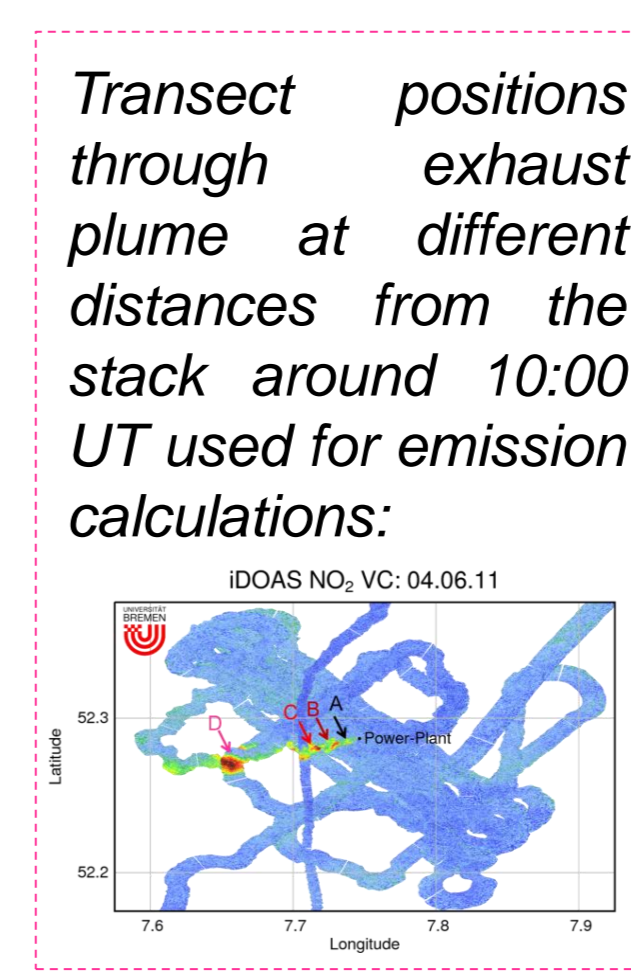 Transect positions
through exhaust
plume at different
distances from the
stack around 10:00
UT used for emission
calculations:
iDOAS NO₂ VC: 04.06.11
UNIVERSITÄT
BREMEN
A
B
C
D
Power-Plant
52.3
52.2
Latitude
7.6 7.7 7.8 7.9
Longitude